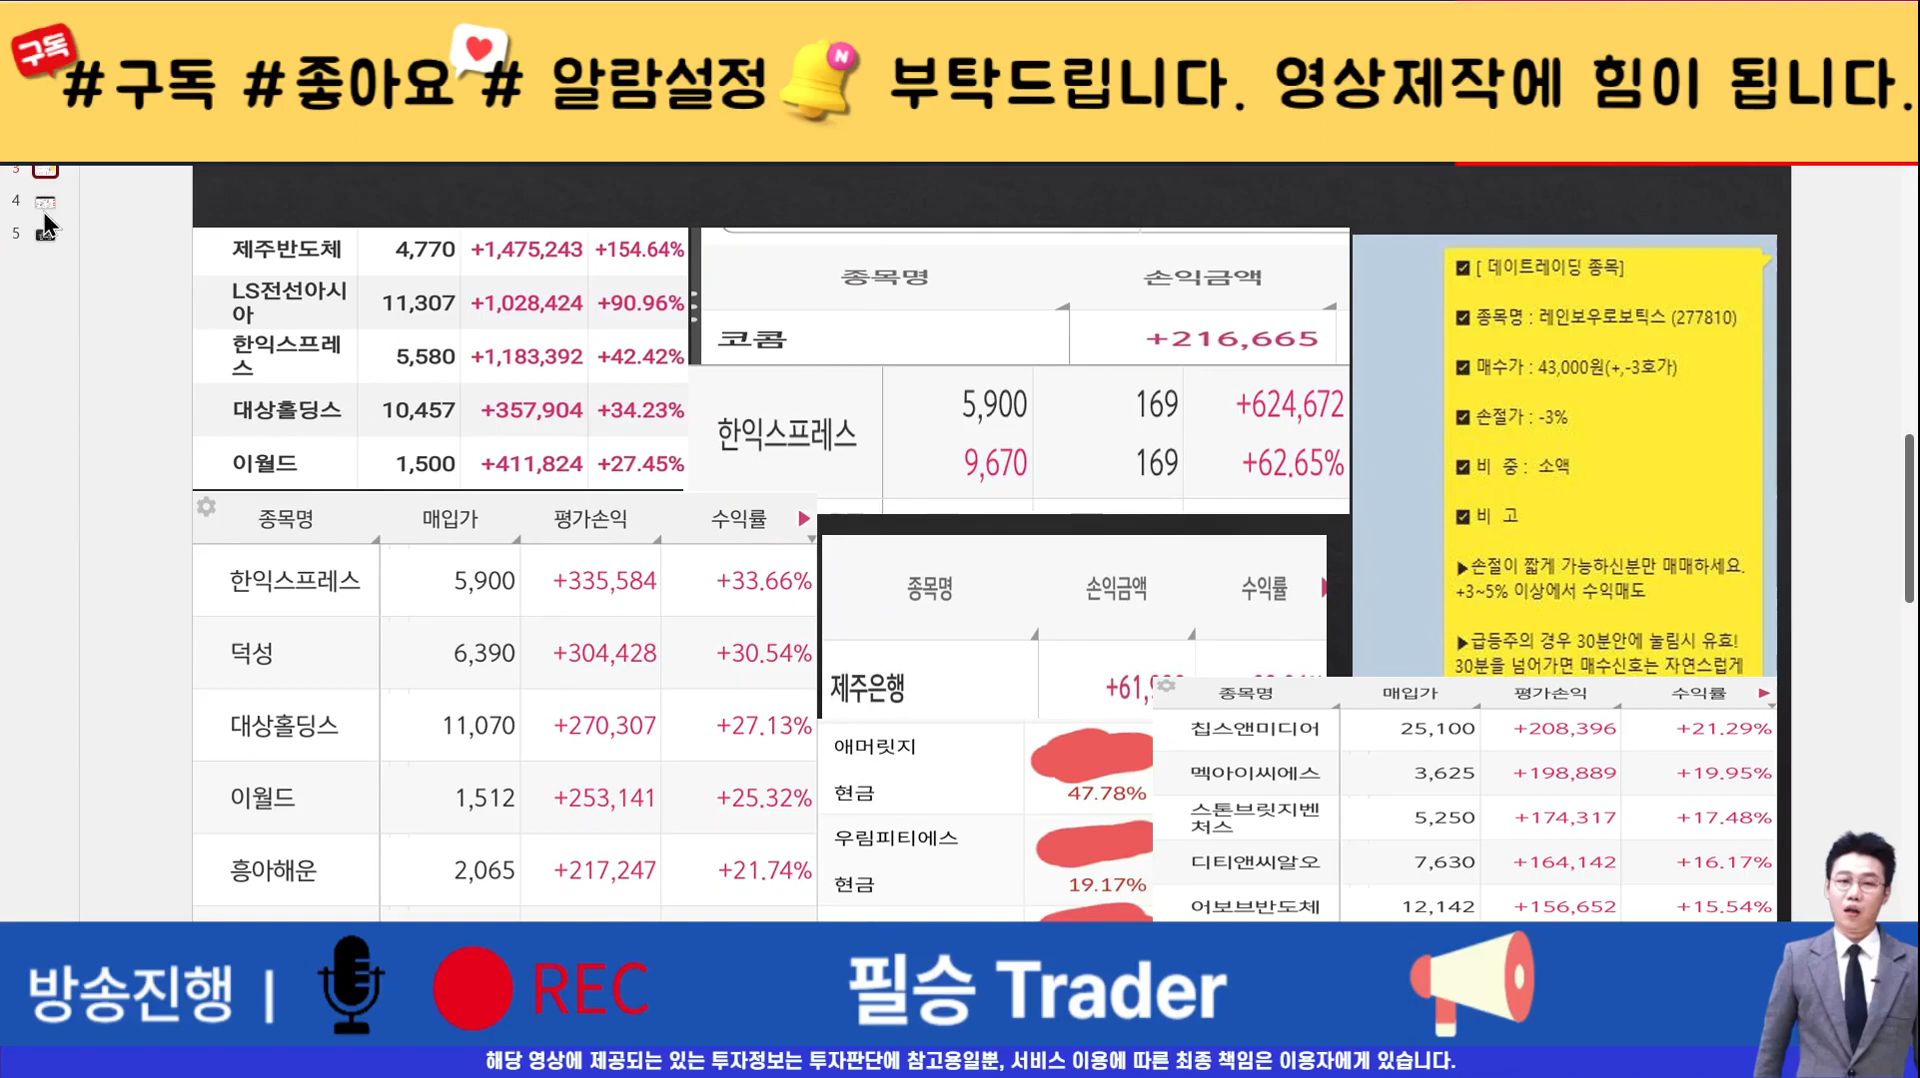 구독
#구독 #좋아요 # 알람설정 N 부탁드립니다. 영상제작에 힘이 됩니다.
3
4
5
제주반도체 4,770 +1,475,243 +154.64%
LS전선아시아 11,307 +1,028,424 +90.96%
한익스프레스 5,580 +1,183,392 +42.42%
대상홀딩스 10,457 +357,904 +34.23%
이월드 1,500 +411,824 +27.45%
종목명 손익금액
코콤 +216,665
한익스프레스 5,900 169 +624,672
9,670 169 +62.65%
☑ [ 데이트레이딩 종목]
☑ 종목명 : 레인보우로보틱스 (277810)
☑ 매수가 : 43,000원(+,-3호가)
☑ 손절가 : -3%
☑ 비 중 : 소액
☑ 비 고
▶손절이 짧게 가능하신분만 매매하세요.
+3~5% 이상에서 수익매도
▶급등주의 경우 30분안에 눌림시 유효!
30분을 넘어가면 매수신호는 자연스럽게
종목명 매입가 평가손익 수익률
한익스프레스 5,900 +335,584 +33.66%
덕성 6,390 +304,428 +30.54%
대상홀딩스 11,070 +270,307 +27.13%
이월드 1,512 +253,141 +25.32%
흥아해운 2,065 +217,247 +21.74%
종목명 손익금액 수익률
제주은행
애머릿지
현금 47.78%
우림피티에스
현금 19.17%
종목명 매입가 평가손익 수익률
칩스앤미디어 25,100 +208,396 +21.29%
멕아이씨에스 3,625 +198,889 +19.95%
스톤브릿지벤처스 5,250 +174,317 +17.48%
디티앤씨알오 7,630 +164,142 +16.17%
어보브반도체 12,142 +156,652 +15.54%
방송진행 | REC 필승 Trader
해당 영상에 제공되는 있는 투자정보는 투자판단에 참고용일뿐, 서비스 이용에 따른 최종 책임은 이용자에게 있습니다.